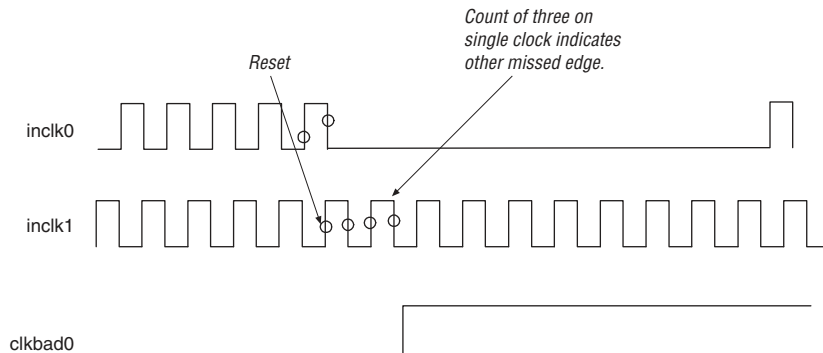 Count of three on
single clock indicates
other missed edge.
Reset
inclk0
inclk1
clkbad0